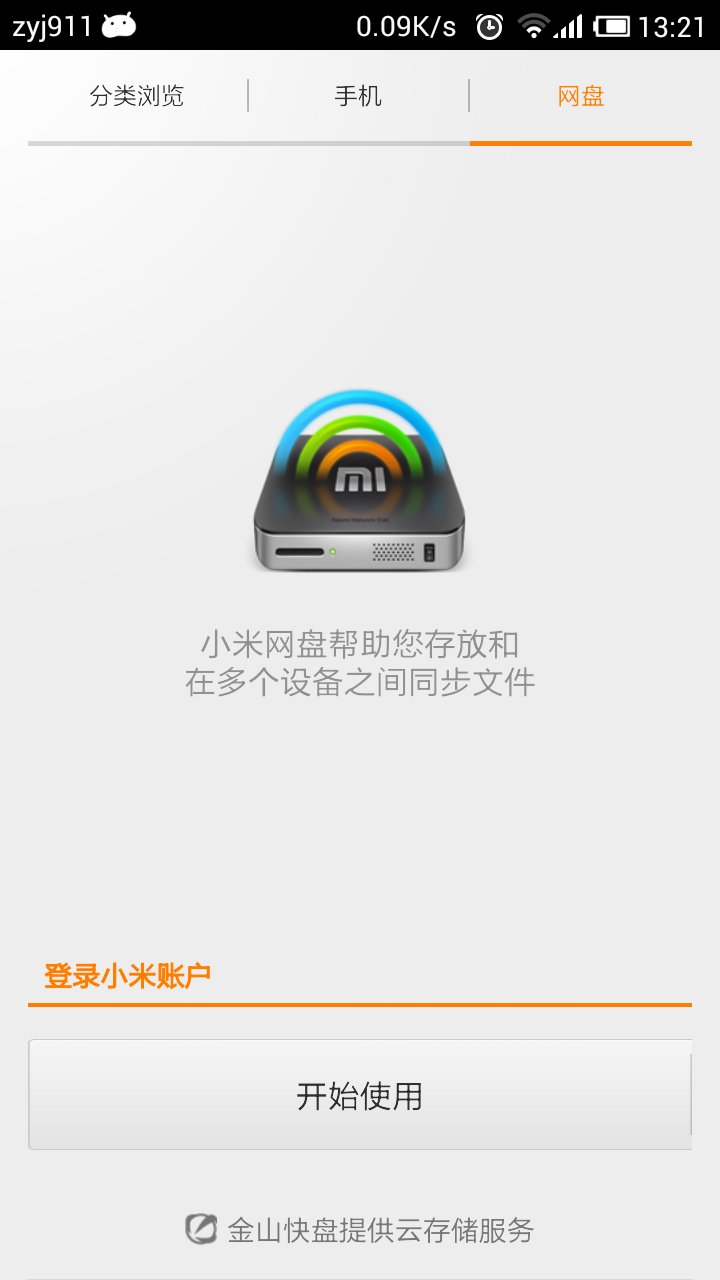 zyj911 0.09K/s 13:21
分类浏览 手机 网盘
MI
Xiaomi Network Disk
小米网盘帮助您存放和
在多个设备之间同步文件
登录小米账户
开始使用
金山快盘提供云存储服务